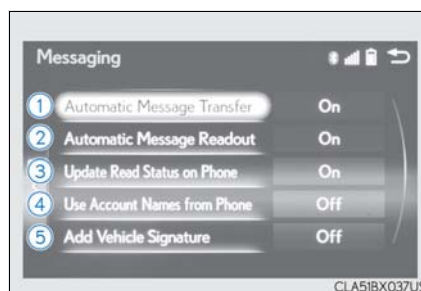 Messaging
1 Automatic Message Transfer On
2 Automatic Message Readout On
3 Update Read Status on Phone On
4 Use Account Names from Phone Off
5 Add Vehicle Signature Off
CLA51BX037US